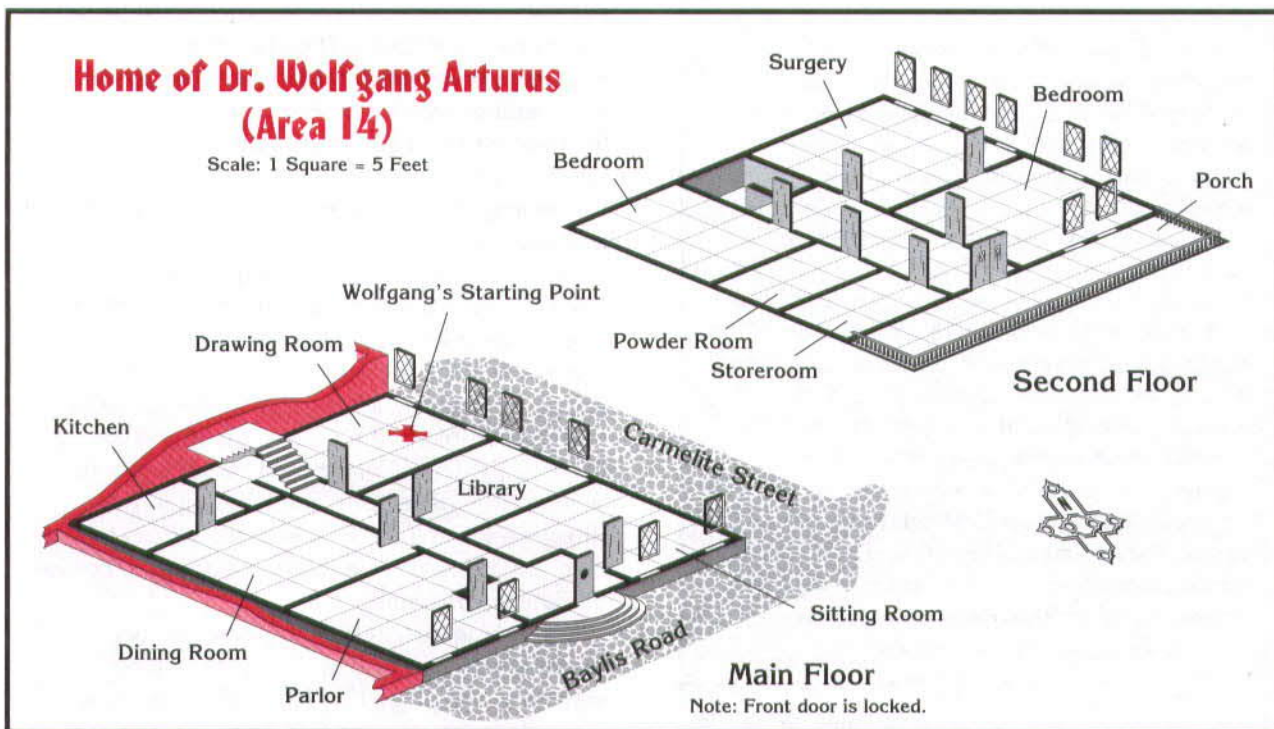 Home of Dr. Wolfgang Arturus
(Area 14)
Scale: 1 Square = 5 Feet
Surgery
Bedroom
Bedroom
Porch
Powder Room
Storeroom
Second Floor
Wolfgang's Starting Point
Drawing Room
Kitchen
Library
Carmelite Street
Sitting Room
Dining Room
Parlor
Baylis Road
Main Floor
Note: Front door is locked.